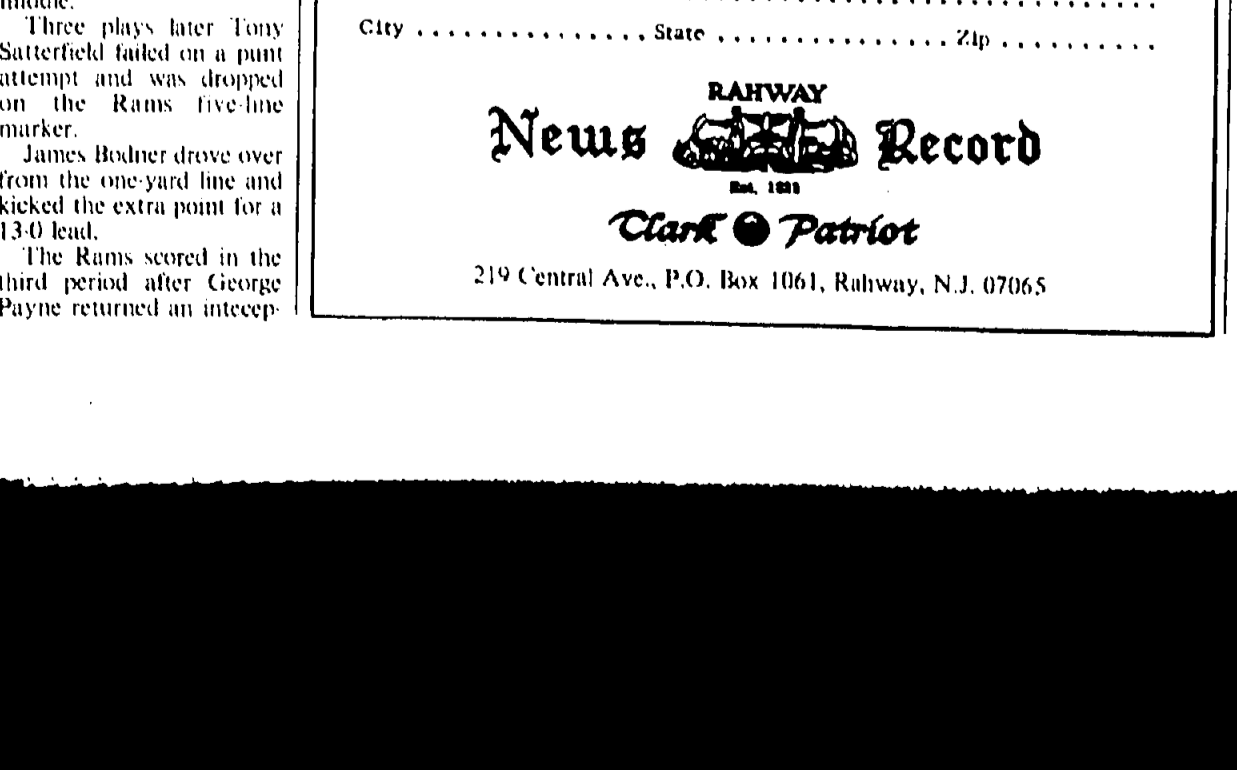 middle.
Three plays later Tony
Satterfield failed on a punt
attempt and was dropped
on the Rams five-line
marker.
James Bodner drove over
from the one-yard line and
kicked the extra point for a
13-0 lead.
The Rams scored in the
third period after George
Payne returned an intecep-
City ............... State ............... Zip ..........
RAHWAY
News Record
Est. 1822
Clark Patriot
219 Central Ave., P.O. Box 1061, Rahway, N.J. 07065